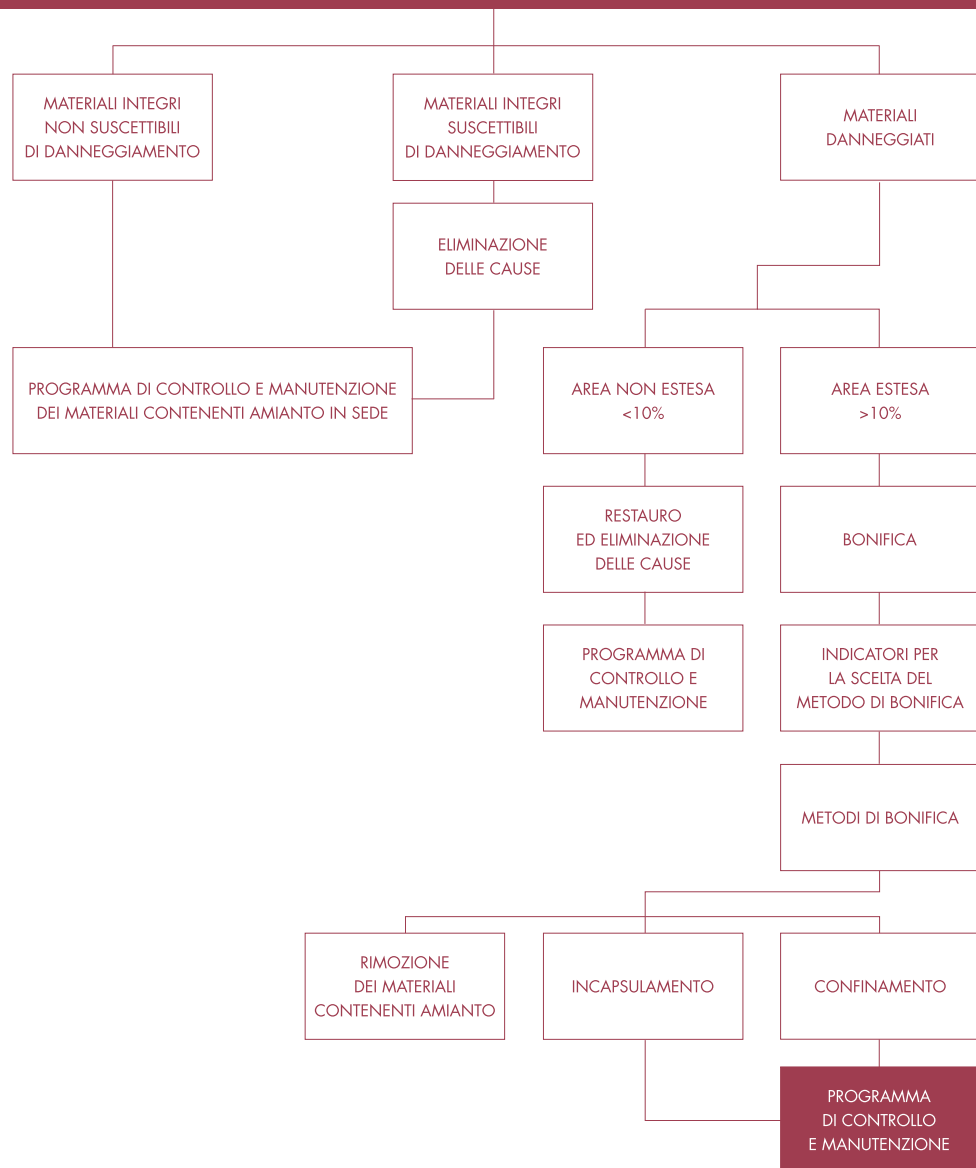 MATERIALI INTEGRI
NON SUSCETTIBILI
DI DANNEGGIAMENTO
MATERIALI INTEGRI
SUSCETTIBILI
DI DANNEGGIAMENTO
MATERIALI
DANNEGGIATI
ELIMINAZIONE
DELLE CAUSE
PROGRAMMA DI CONTROLLO E MANUTENZIONE
DEI MATERIALI CONTENENTI AMIANTO IN SEDE
AREA NON ESTESA
<10%
AREA ESTESA
>10%
RESTAURO
ED ELIMINAZIONE
DELLE CAUSE
BONIFICA
PROGRAMMA DI
CONTROLLO E
MANUTENZIONE
INDICATORI PER
LA SCELTA DEL
METODO DI BONIFICA
METODI DI BONIFICA
RIMOZIONE
DEI MATERIALI
CONTENENTI AMIANTO
INCAPSULAMENTO
CONFINAMENTO
PROGRAMMA
DI CONTROLLO
E MANUTENZIONE